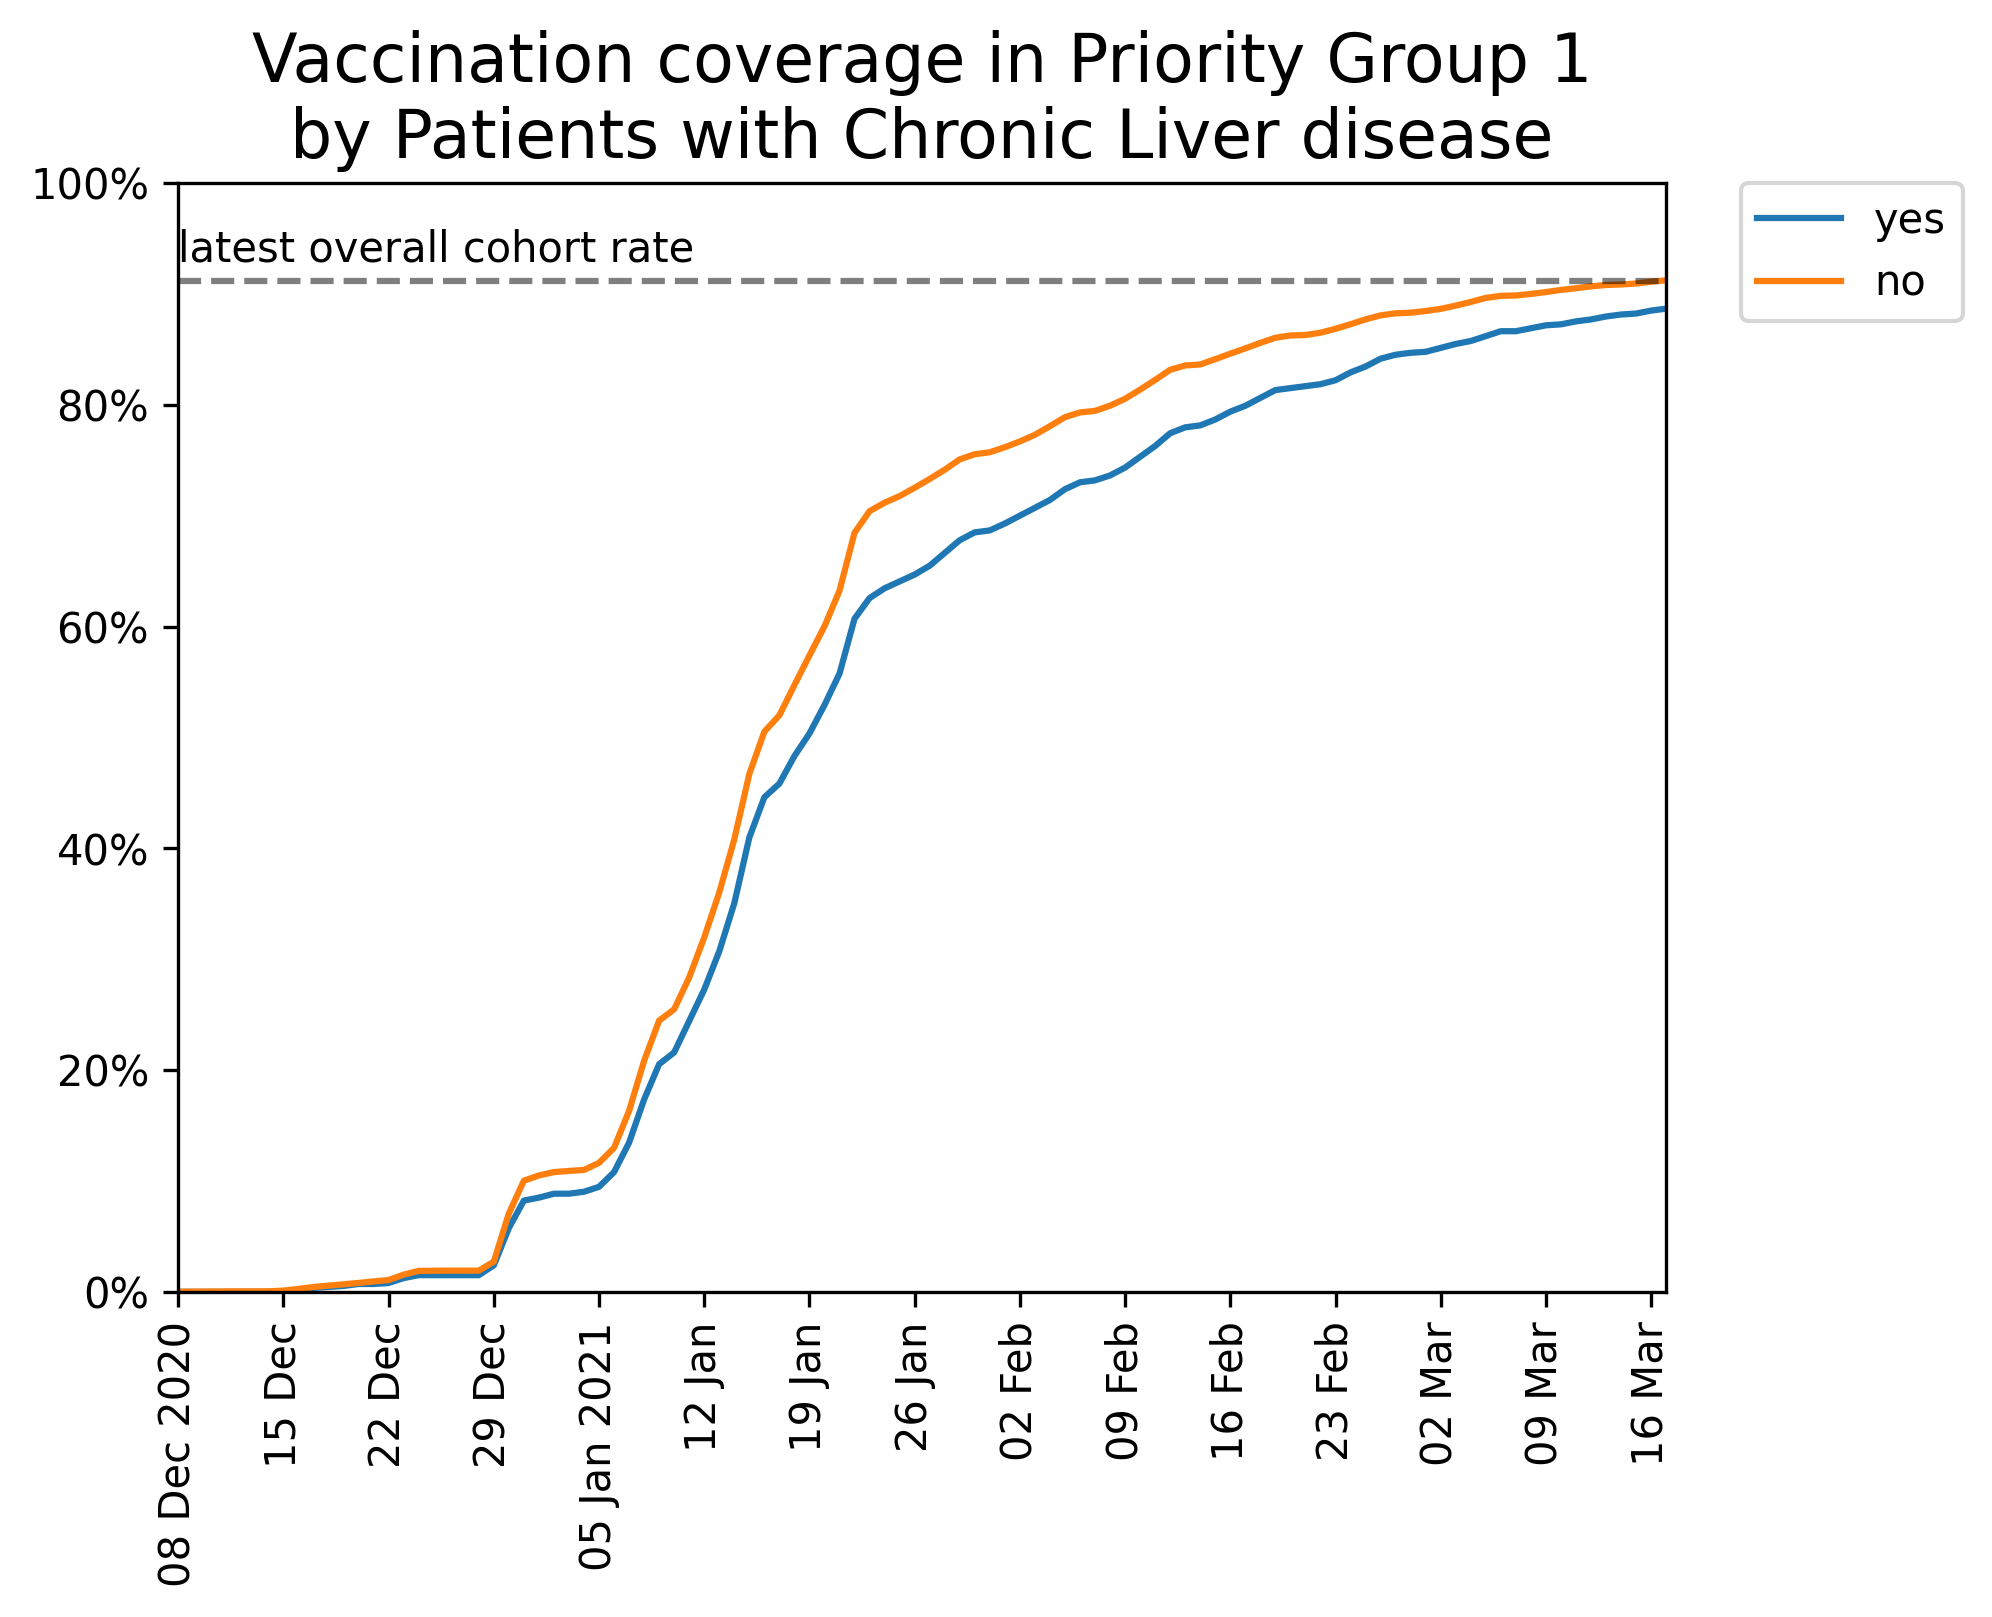 Vaccination coverage in Priority Group 1
by Patients with Chronic Liver disease
100%
80%
60%
40%
20%
0%
latest overall cohort rate
yes
no
08 Dec 2020
15 Dec
22 Dec
29 Dec
05 Jan 2021
12 Jan
19 Jan
26 Jan
02 Feb
09 Feb
16 Feb
23 Feb
02 Mar
09 Mar
16 Mar